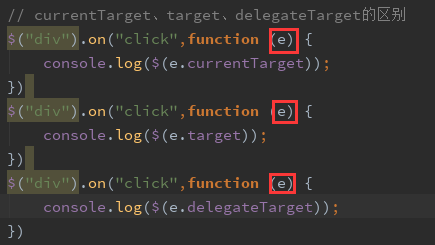 // currentTarget、target、delegateTarget的区别
$("div").on("click",function (e) {
    console.log($(e.currentTarget));
})
$("div").on("click",function (e) {
    console.log($(e.target));
})
$("div").on("click",function (e) {
    console.log($(e.delegateTarget));
})